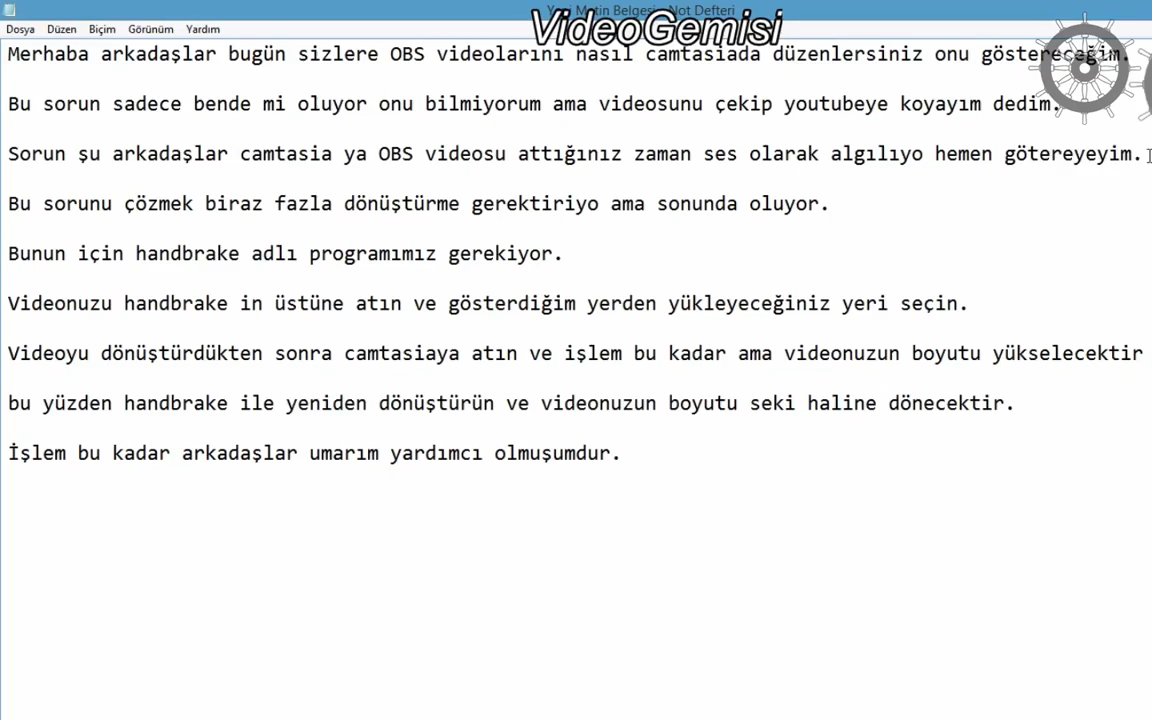 Yeni Metin Belgesi - Not Defteri
VideoGemisi
Dosya Düzen Biçim Görünüm Yardım
Merhaba arkadaşlar bugün sizlere OBS videolarını nasıl camtasiada düzenlersiniz onu göstereceğim.
Bu sorun sadece bende mi oluyor onu bilmiyorum ama videosunu çekip youtubeye koyayım dedim.
Sorun şu arkadaşlar camtasia ya OBS videosu attığınız zaman ses olarak algılıyo hemen götereyeyim.
Bu sorunu çözmek biraz fazla dönüştürme gerektiriyo ama sonunda oluyor.
Bunun için handbrake adlı programımız gerekiyor.
Videonuzu handbrake in üstüne atın ve gösterdiğim yerden yükleyeceğiniz yeri seçin.
Videoyu dönüştürdükten sonra camtasiaya atın ve işlem bu kadar ama videonuzun boyutu yükselecektir
bu yüzden handbrake ile yeniden dönüştürün ve videonuzun boyutu seki haline dönecektir.
İşlem bu kadar arkadaşlar umarım yardımcı olmuşumdur.